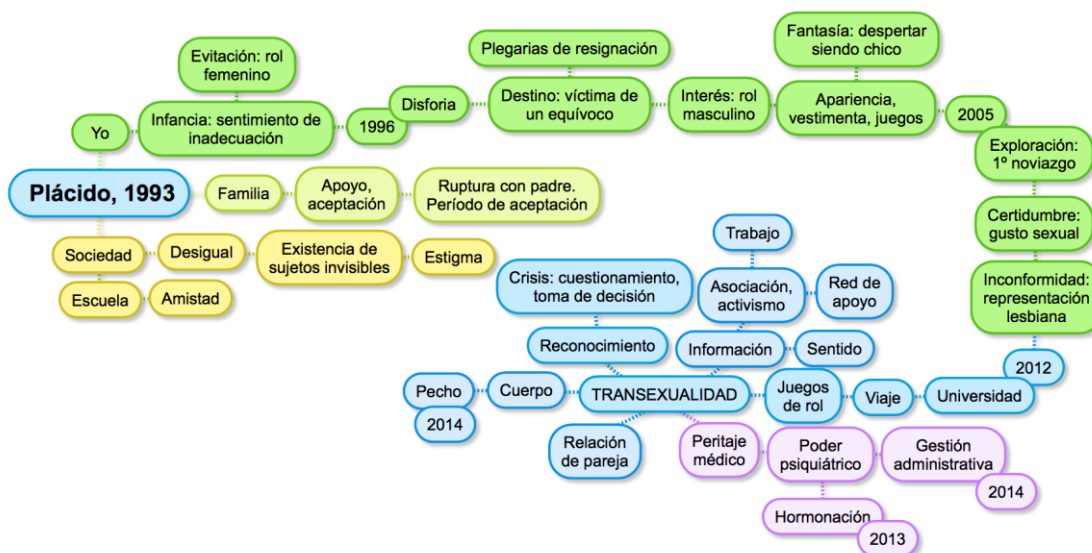 Fantasía: despertar
siendo chico
Plegarias de resignación
Evitación: rol
femenino
Yo
Infancia: sentimiento de
inadecuación
1996
Disforia
Destino: víctima de
un equívoco
Interés: rol
masculino
Apariencia,
vestimenta, juegos
2005
Exploración:
1º noviazgo
Certidumbre:
gusto sexual
Inconformidad:
representación
lesbiana
Plácido, 1993
Familia
Apoyo,
aceptación
Ruptura con padre.
Período de aceptación
Sociedad
Desigual
Existencia de
sujetos invisibles
Estigma
Escuela
Amistad
Trabajo
Crisis: cuestionamiento,
toma de decisión
Asociación,
activismo
Red de
apoyo
Reconocimiento
Información
Sentido
2012
Pecho
2014
Cuerpo
TRANSEXUALIDAD
Juegos
de rol
Viaje
Universidad
Relación
de pareja
Peritaje
médico
Poder
psiquiátrico
Gestión
administrativa
2014
Hormonación
2013